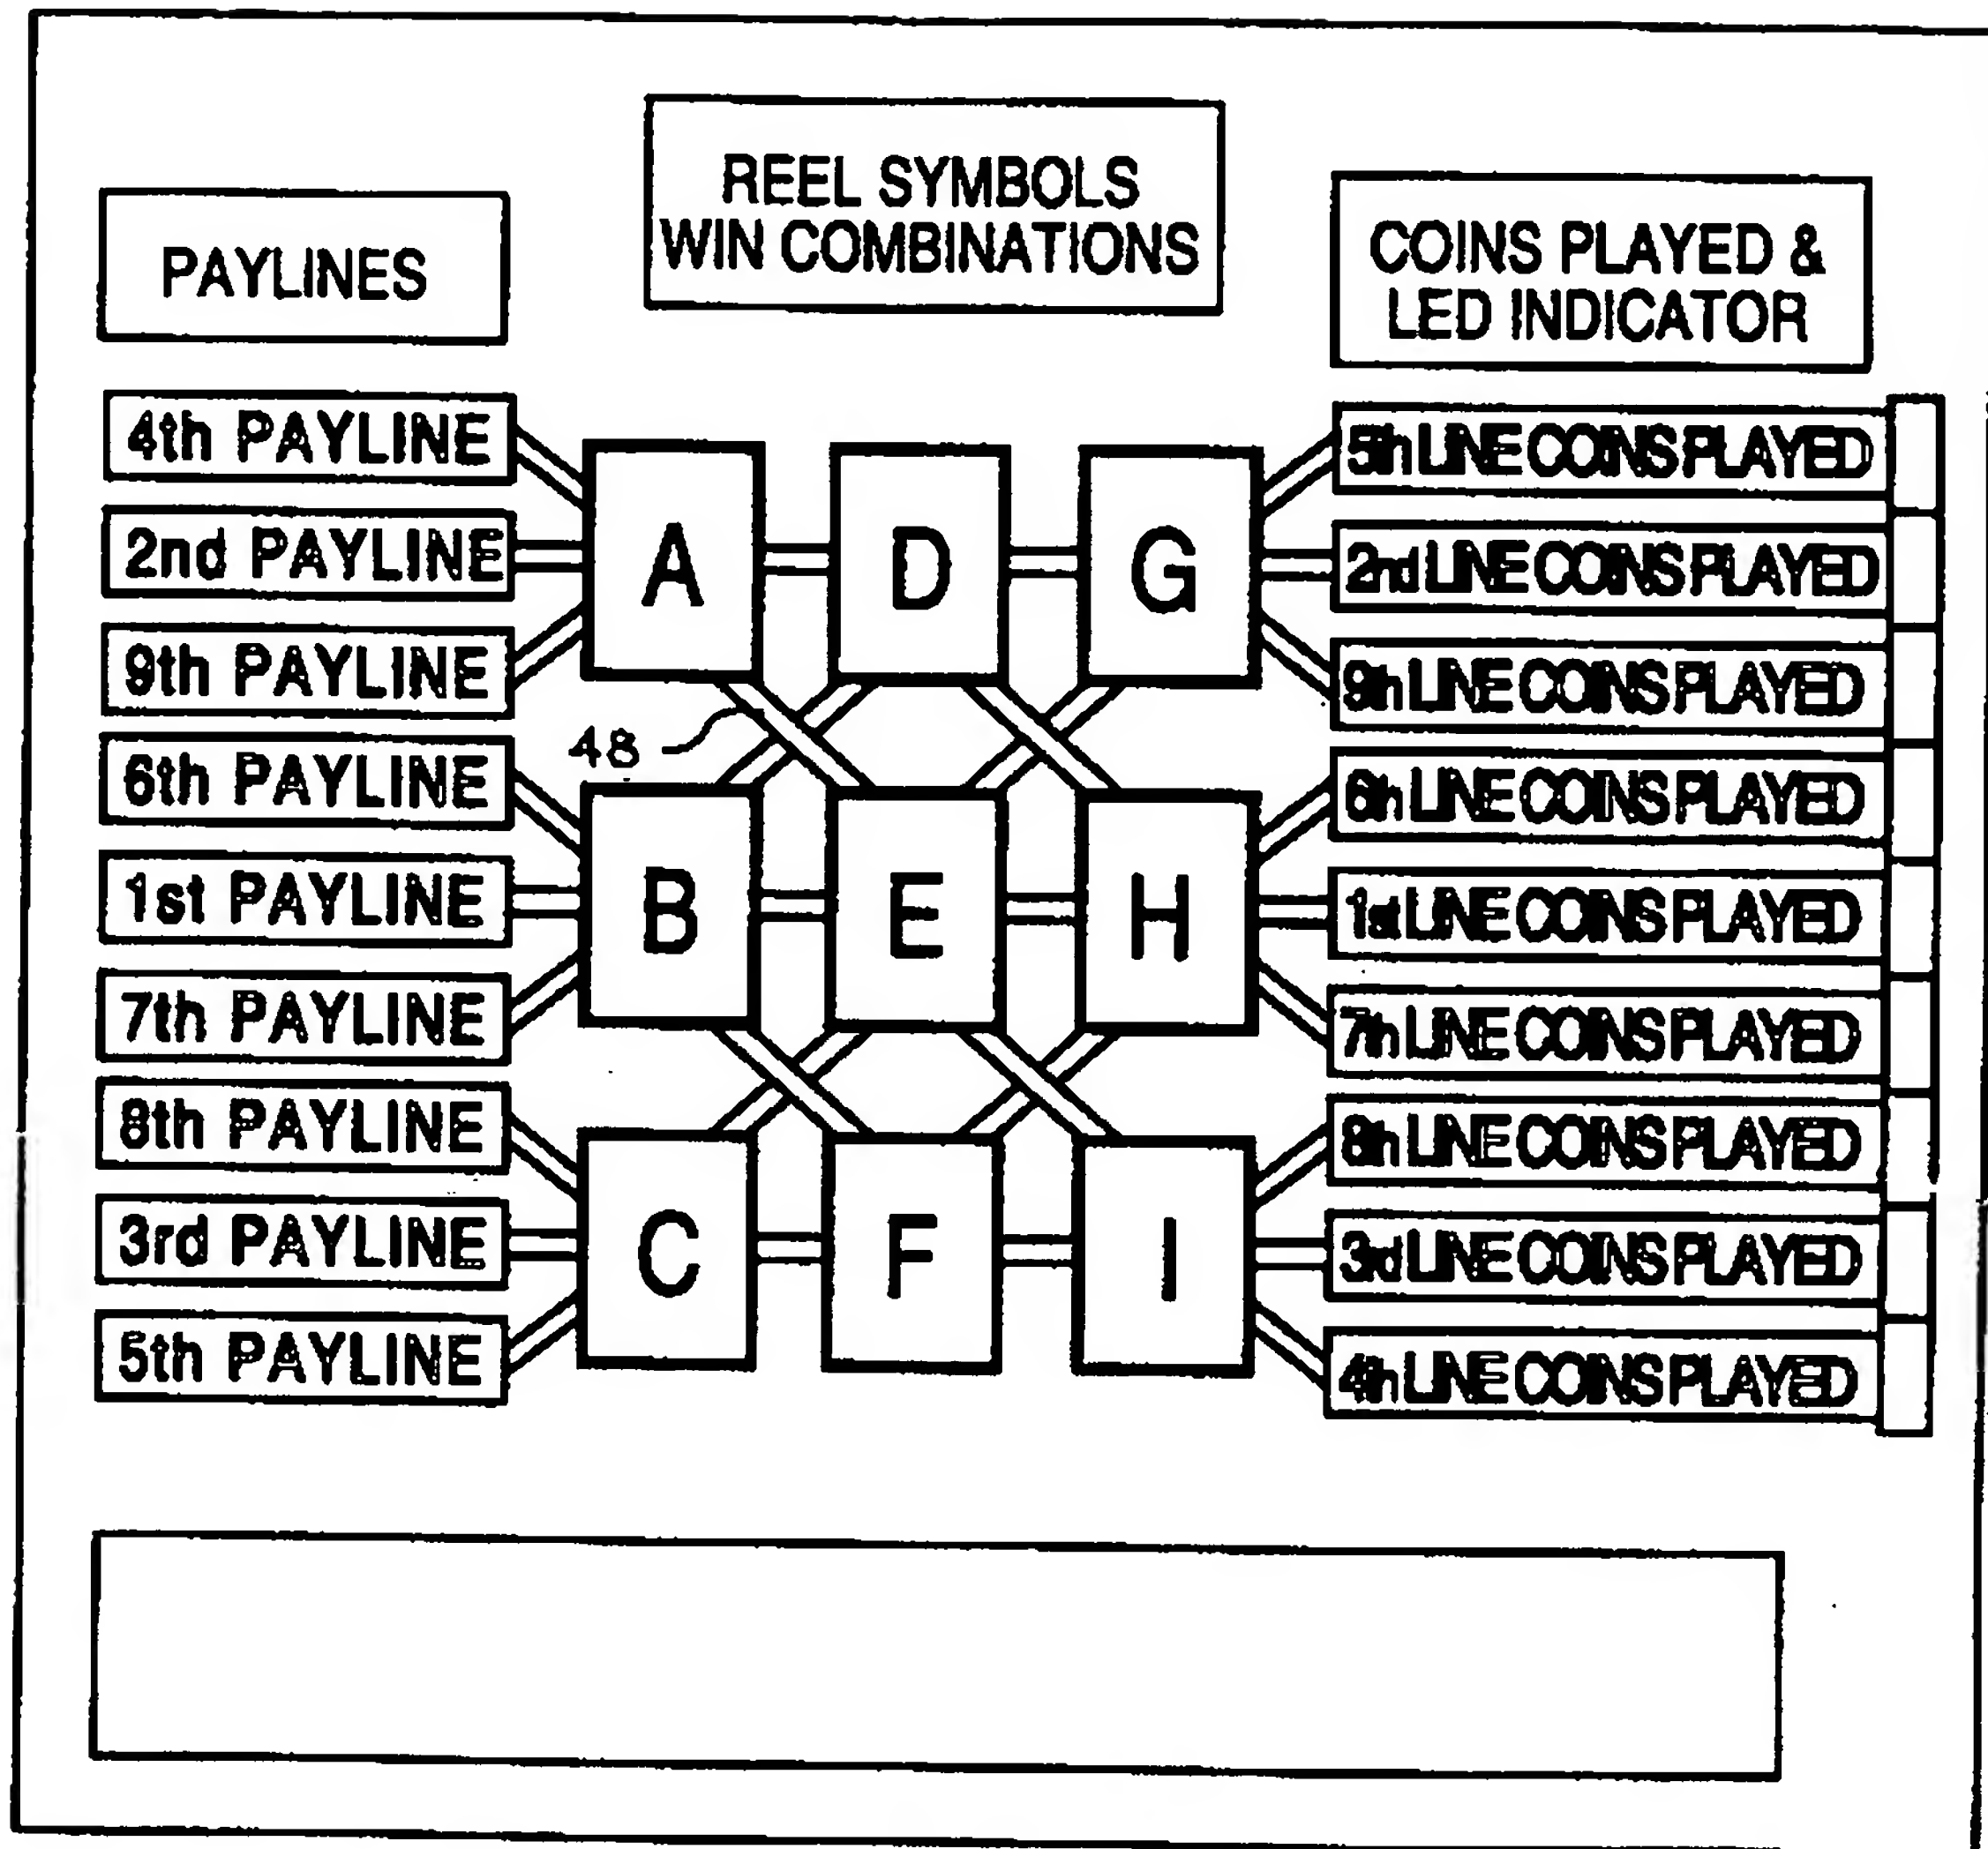 REEL SYMBOLS
WIN COMBINATIONS
PAYLINES
COINS PLAYED &
LED INDICATOR
4th PAYLINE
2nd PAYLINE
9th PAYLINE
6th PAYLINE
1st PAYLINE
7th PAYLINE
8th PAYLINE
3rd PAYLINE
5th PAYLINE
A D G
48
B E H
C F I
5th LINE COINS PLAYED
2nd LINE COINS PLAYED
9th LINE COINS PLAYED
6th LINE COINS PLAYED
1st LINE COINS PLAYED
7th LINE COINS PLAYED
8th LINE COINS PLAYED
3rd LINE COINS PLAYED
4th LINE COINS PLAYED